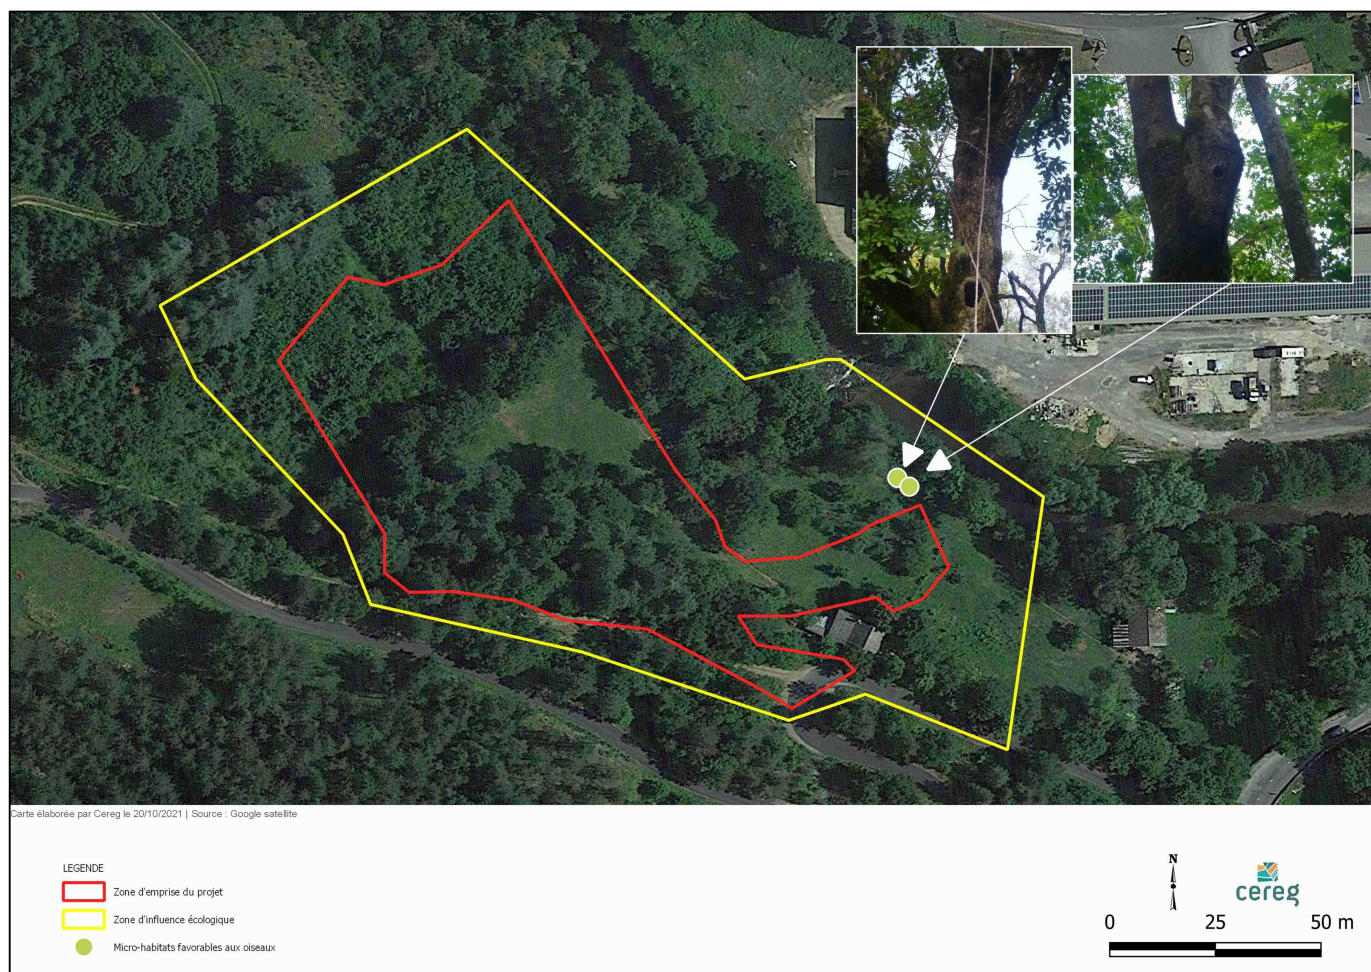 Carte élaborée par Cereg le 20/10/2021 | Source : Google satellite
LEGENDE
Zone d'emprise du projet
Zone d'influence écologique
Micro-habitats favorables aux oiseaux
N
cereg
0 25 50 m